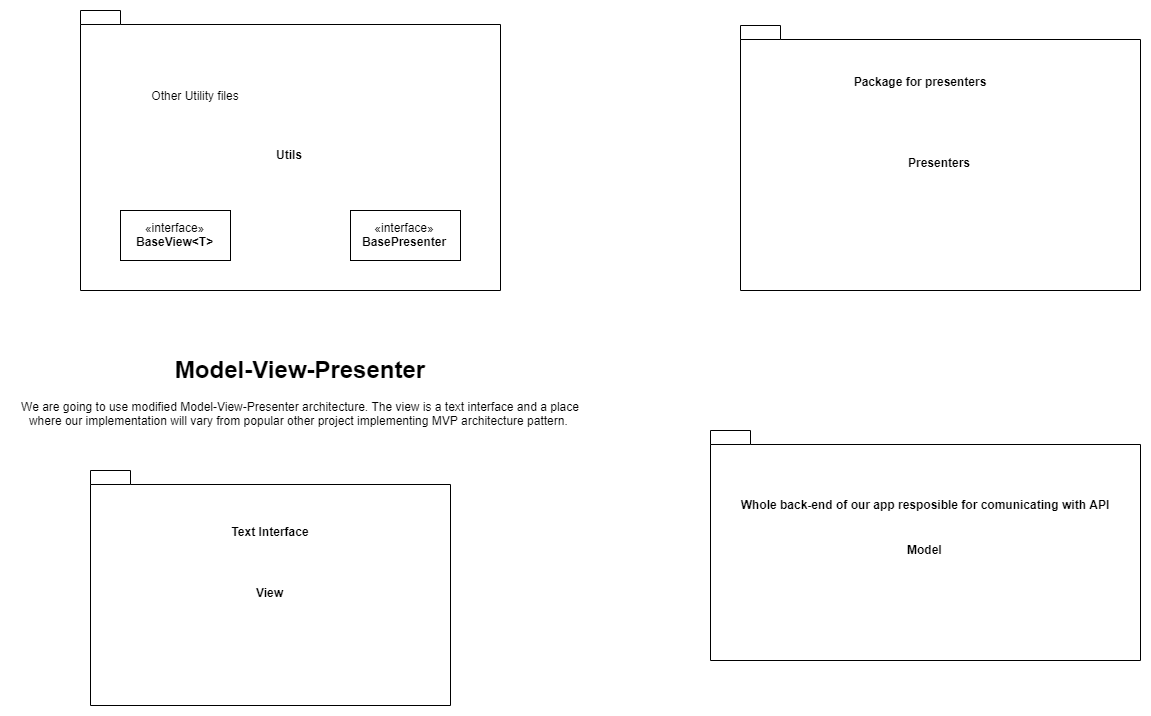 Other Utility files
Utils
«interface»
BaseView<T>
«interface»
BasePresenter
Package for presenters
Presenters
Model-View-Presenter
We are going to use modified Model-View-Presenter architecture. The view is a text interface and a place
where our implementation will vary from popular other project implementing MVP architecture pattern.
Text Interface
View
Whole back-end of our app resposible for comunicating with API
Model